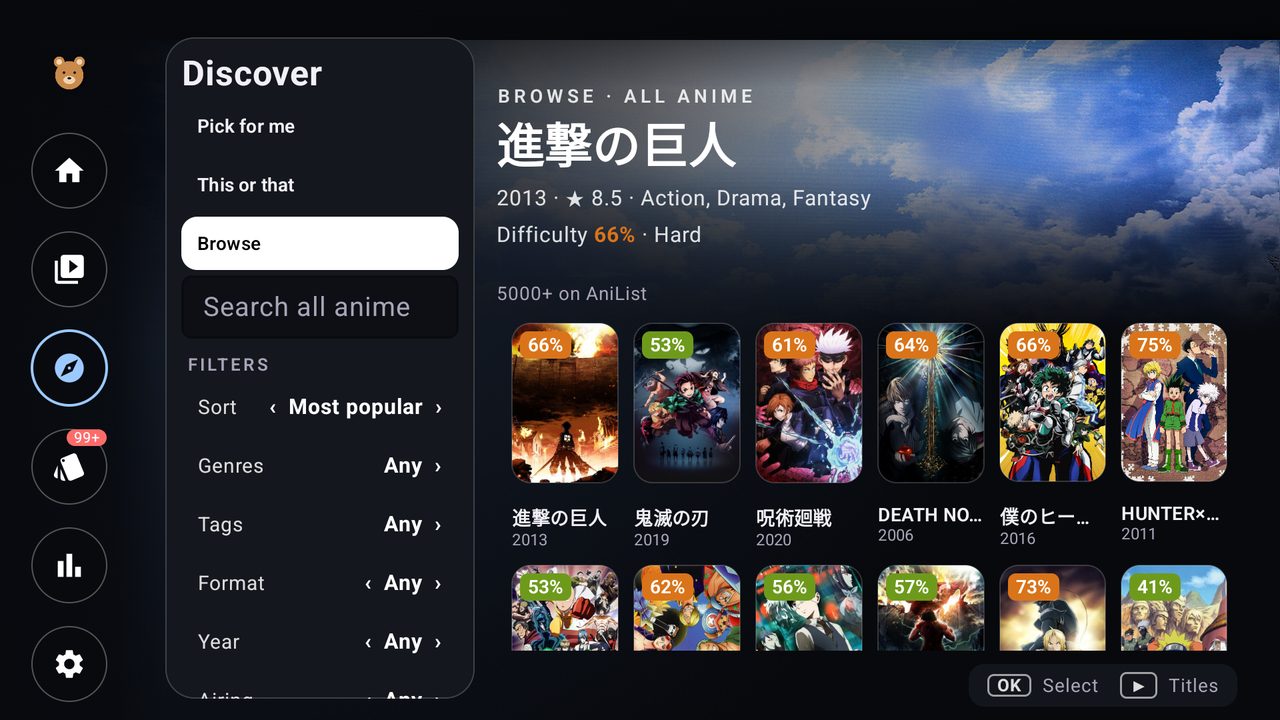 Discover
Pick for me
This or that
Browse
Search all anime
FILTERS
Sort ‹ Most popular ›
Genres Any ›
Tags Any ›
Format ‹ Any ›
Year ‹ Any ›
Airing ‹ Any ›
99+
BROWSE · ALL ANIME
進撃の巨人
2013 · ★ 8.5 · Action, Drama, Fantasy
Difficulty 66% · Hard
5000+ on AniList
66% 53% 61% 64% 66% 75%
進撃の巨人 鬼滅の刃 呪術廻戦 DEATH NO… 僕のヒー… HUNTER×…
2013 2019 2020 2006 2016 2011
53% 62% 56% 57% 73% 41%
OK Select ▶ Titles